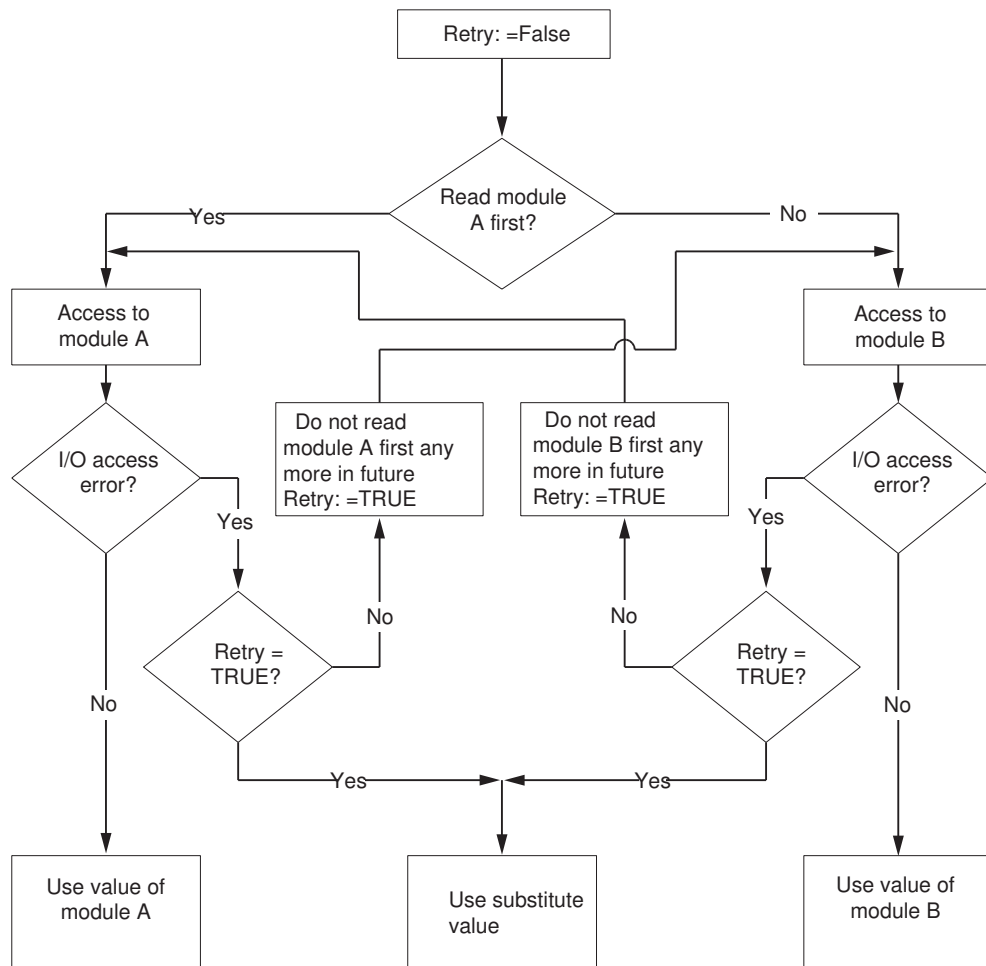 Retry: =False
Read module
A first?
Yes
No
Access to
module A
Access to
module B
Do not read
module A first any
more in future
Retry: =TRUE
Do not read
module B first any
more in future
Retry: =TRUE
I/O access
error?
I/O access
error?
Yes
Yes
No
No
Retry =
TRUE?
Retry =
TRUE?
No
No
Yes
Yes
Use value of
module A
Use substitute
value
Use value of
module B